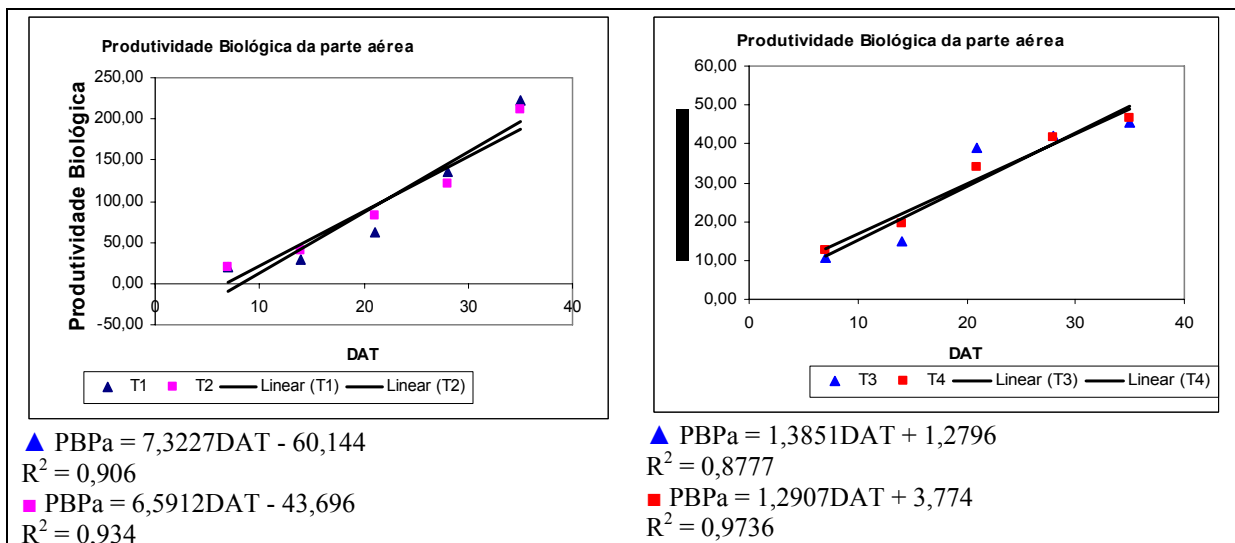 Produtividade Biológica da parte aérea
Produtividade Biológica
250,00
200,00
150,00
100,00
50,00
0,00
-50,00
0 10 20 30 40
DAT
T1 T2 Linear (T1) Linear (T2)
PBPa = 7,3227DAT - 60,144
R² = 0,906
PBPa = 6,5912DAT - 43,696
R² = 0,934
Produtividade Biológica da parte aérea
60,00
50,00
40,00
30,00
20,00
10,00
0,00
0 10 20 30 40
DAT
T3 T4 Linear (T3) Linear (T4)
PBPa = 1,3851DAT + 1,2796
R² = 0,8777
PBPa = 1,2907DAT + 3,774
R² = 0,9736